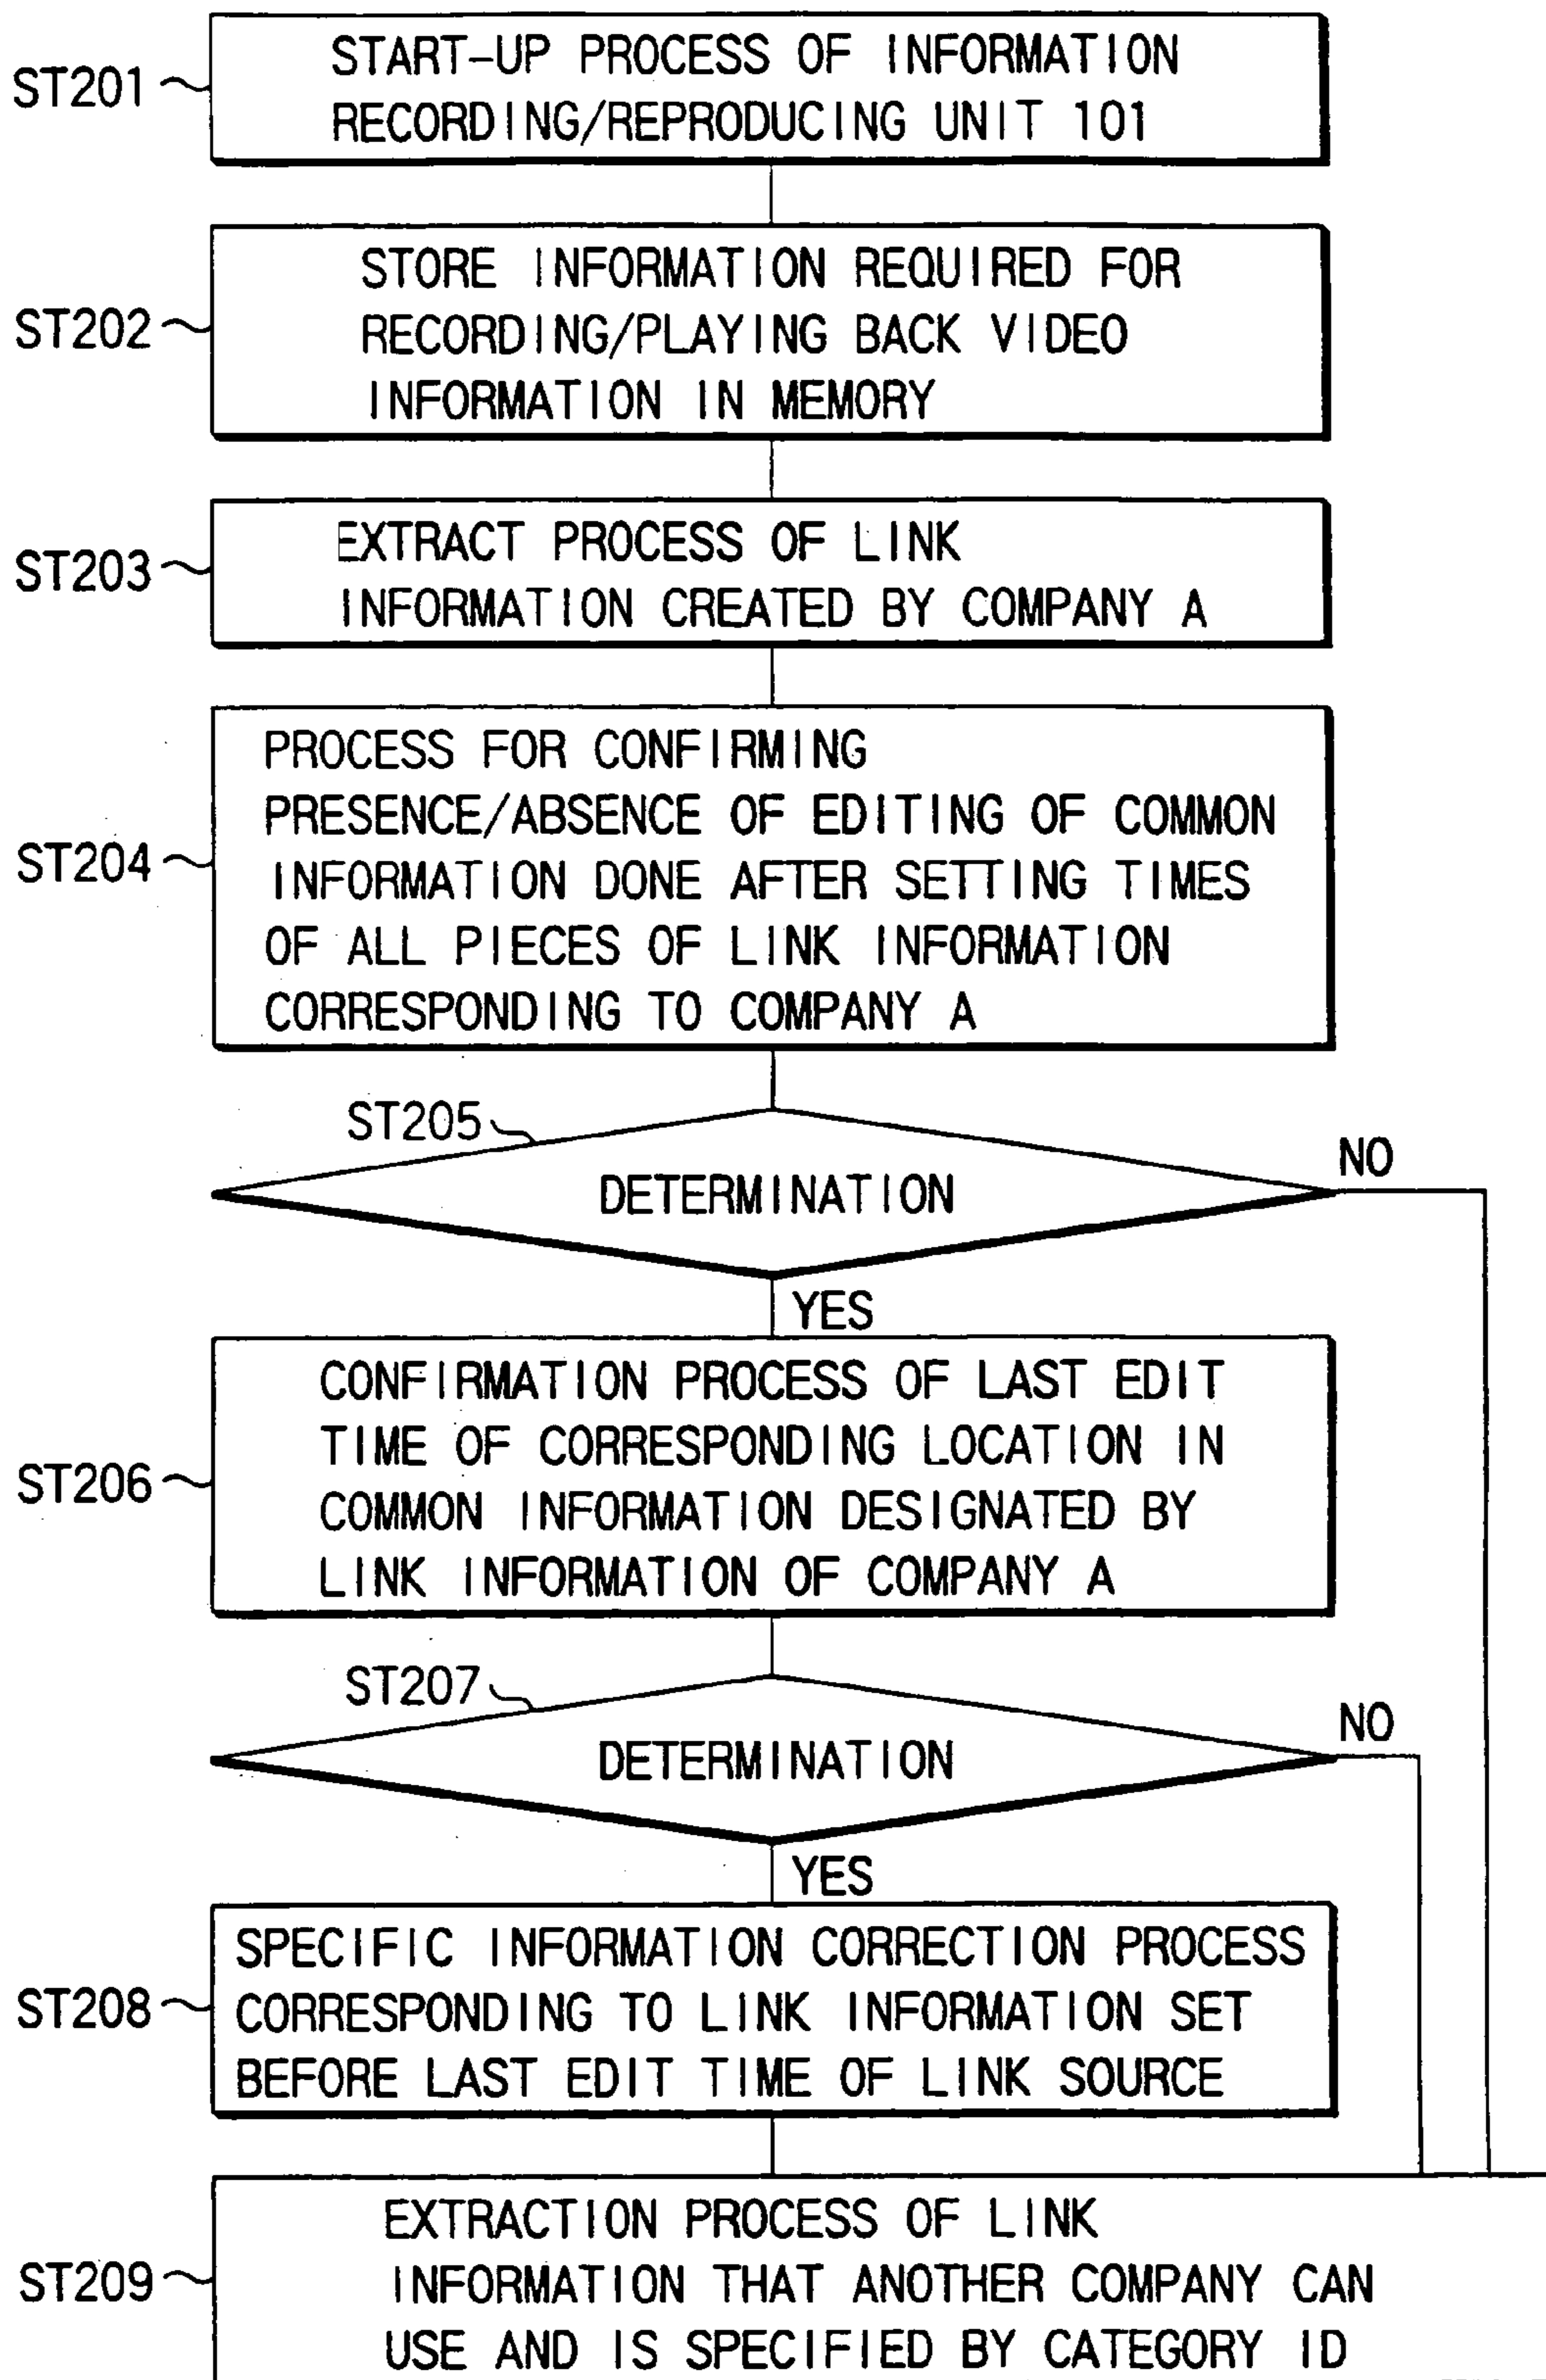 ST201
START-UP PROCESS OF INFORMATION
RECORDING/REPRODUCING UNIT 101
ST202
STORE INFORMATION REQUIRED FOR
RECORDING/PLAYING BACK VIDEO
INFORMATION IN MEMORY
ST203
EXTRACT PROCESS OF LINK
INFORMATION CREATED BY COMPANY A
ST204
PROCESS FOR CONFIRMING
PRESENCE/ABSENCE OF EDITING OF COMMON
INFORMATION DONE AFTER SETTING TIMES
OF ALL PIECES OF LINK INFORMATION
CORRESPONDING TO COMPANY A
ST205
DETERMINATION
NO
YES
ST206
CONFIRMATION PROCESS OF LAST EDIT
TIME OF CORRESPONDING LOCATION IN
COMMON INFORMATION DESIGNATED BY
LINK INFORMATION OF COMPANY A
ST207
DETERMINATION
NO
YES
ST208
SPECIFIC INFORMATION CORRECTION PROCESS
CORRESPONDING TO LINK INFORMATION SET
BEFORE LAST EDIT TIME OF LINK SOURCE
ST209
EXTRACTION PROCESS OF LINK
INFORMATION THAT ANOTHER COMPANY CAN
USE AND IS SPECIFIED BY CATEGORY ID